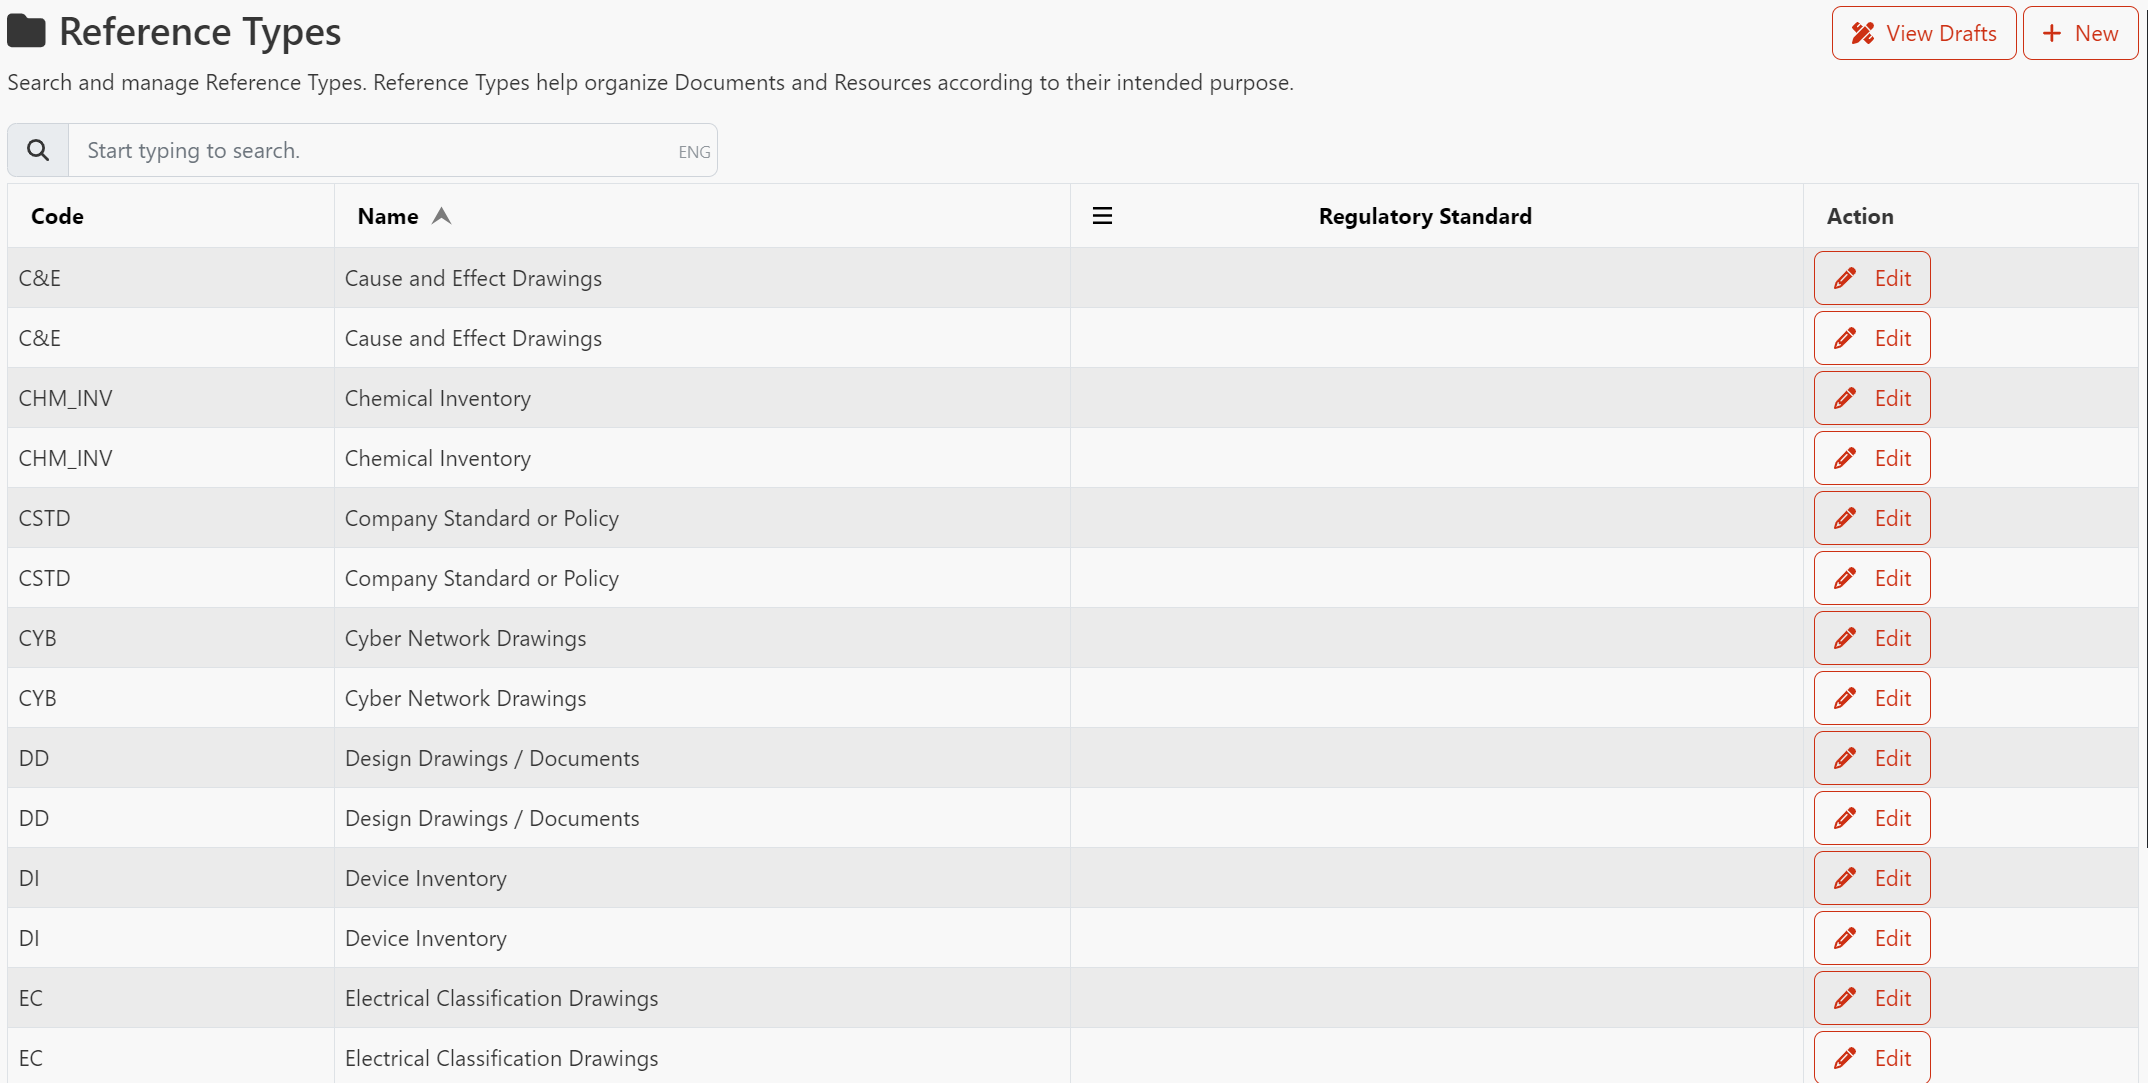 Reference Types
View Drafts
New
Search and manage Reference Types. Reference Types help organize Documents and Resources according to their intended purpose.
Start typing to search. ENG
Code Name Regulatory Standard Action
C&E Cause and Effect Drawings Edit
C&E Cause and Effect Drawings Edit
CHM_INV Chemical Inventory Edit
CHM_INV Chemical Inventory Edit
CSTD Company Standard or Policy Edit
CSTD Company Standard or Policy Edit
CYB Cyber Network Drawings Edit
CYB Cyber Network Drawings Edit
DD Design Drawings / Documents Edit
DD Design Drawings / Documents Edit
DI Device Inventory Edit
DI Device Inventory Edit
EC Electrical Classification Drawings Edit
EC Electrical Classification Drawings Edit